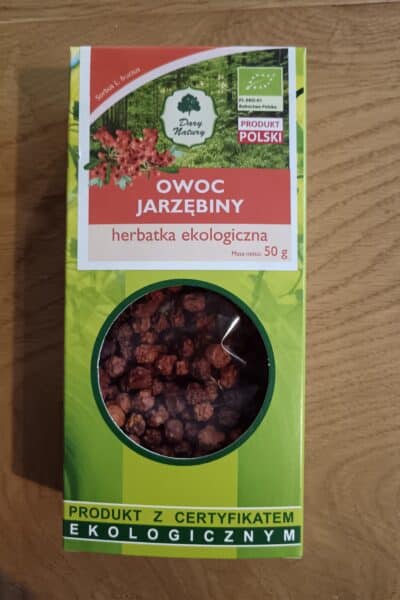 Sorbus L. fructus
Dary
Natury
PL-EKO-01
Rolnictwo Polska
PRODUKT
POLSKI
OWOC
JARZĘBINY
herbatka ekologiczna
Masa netto: 50 g
PRODUKT Z CERTYFIKATEM
EKOLOGICZNYM